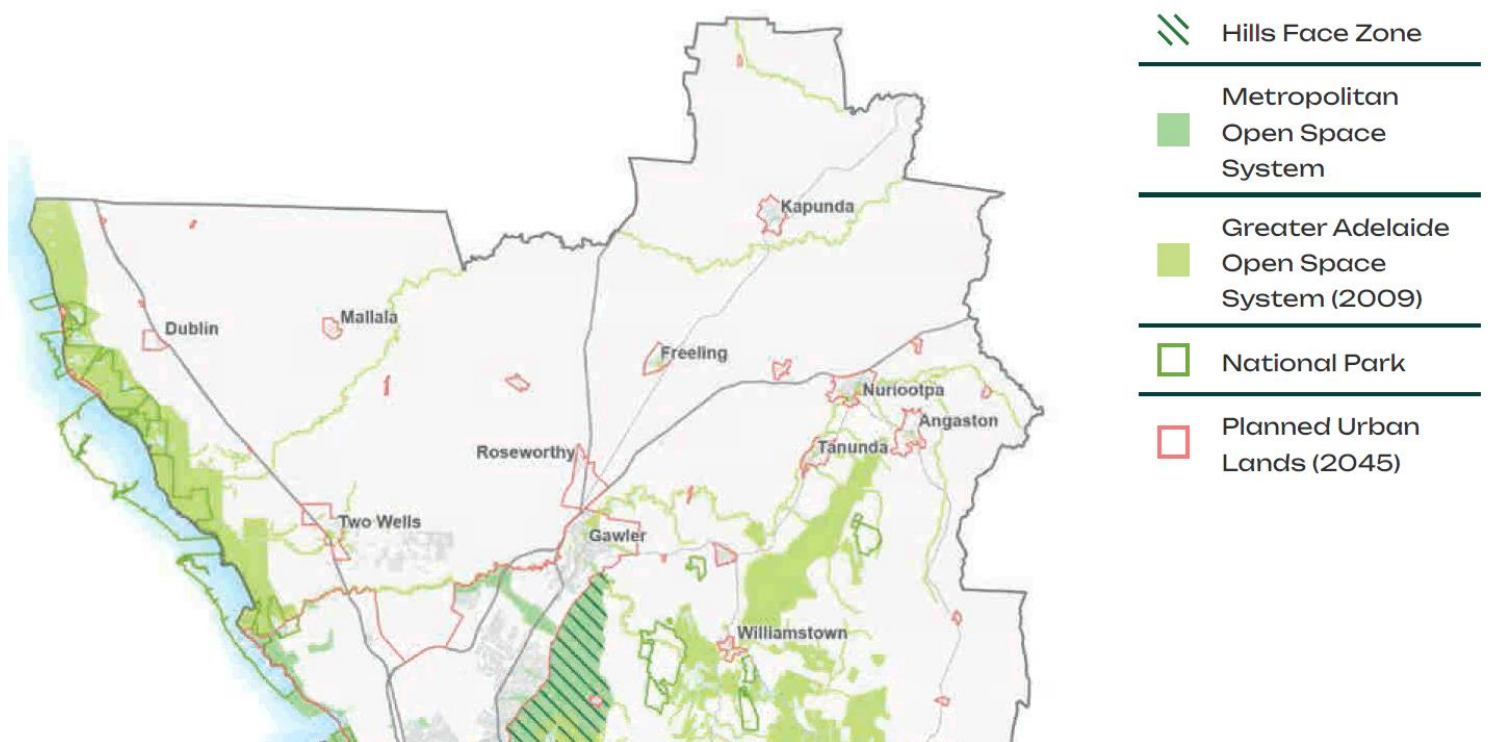 Hills Face Zone
Metropolitan
Open Space
System
Greater Adelaide
Open Space
System (2009)
National Park
Planned Urban
Lands (2045)
Kapunda
Dublin
Mallala
Freeling
Nuriootpa
Angaston
Tanunda
Roseworthy
Two Wells
Gawler
Williamstown